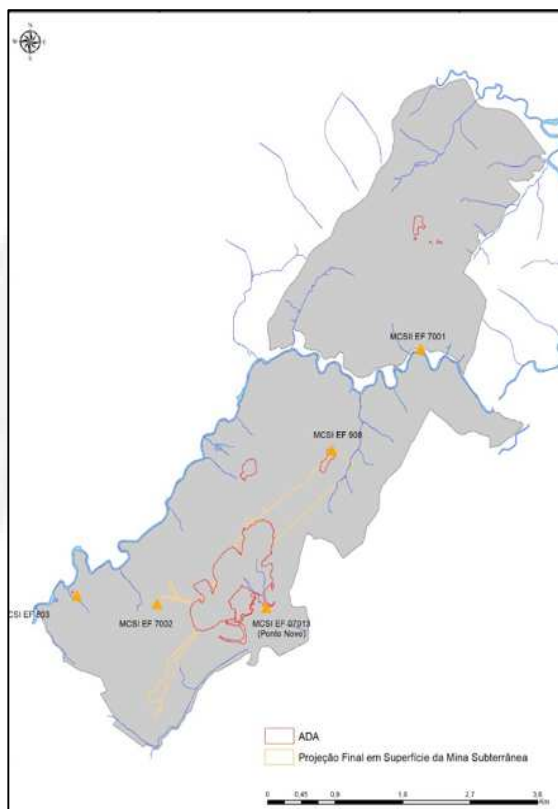 N
MCSII EF 7001
MCSI EF 908
CSI EF 803
MCSI EF 7002
MCSI EF 07013
(Ponto Novo)
ADA
Projeção Final em Superfície da Mina Subterrânea
0 0,45 0,9 1,8 2,7 3,6